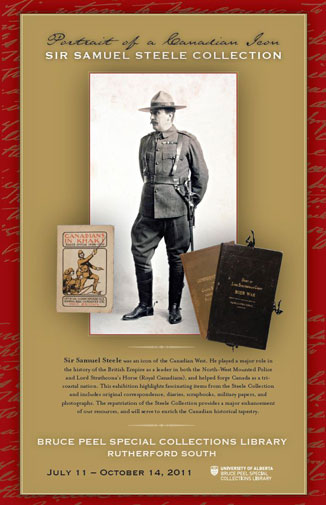 Portrait of a Canadian Icon
SIR SAMUEL STEELE COLLECTION
CANADIANS
IN KHAKI
Sir Samuel Steele was an icon of the Canadian West. He played a major role in
the history of the British Empire as a leader in both the North-West Mounted Police
and Lord Strathcona's Horse (Royal Canadians), and helped forge Canada as a tri-
coastal nation. This exhibition highlights fascinating items from the Steele Collection
and includes original correspondence, diaries, scrapbooks, military papers, and
photographs. The repatriation of the Steele Collection provides a major enhancement
of our resources, and will serve to enrich the Canadian historical tapestry.
BRUCE PEEL SPECIAL COLLECTIONS LIBRARY
RUTHERFORD SOUTH
JULY 11 – OCTOBER 14, 2011
UNIVERSITY OF ALBERTA
BRUCE PEEL SPECIAL
COLLECTIONS LIBRARY